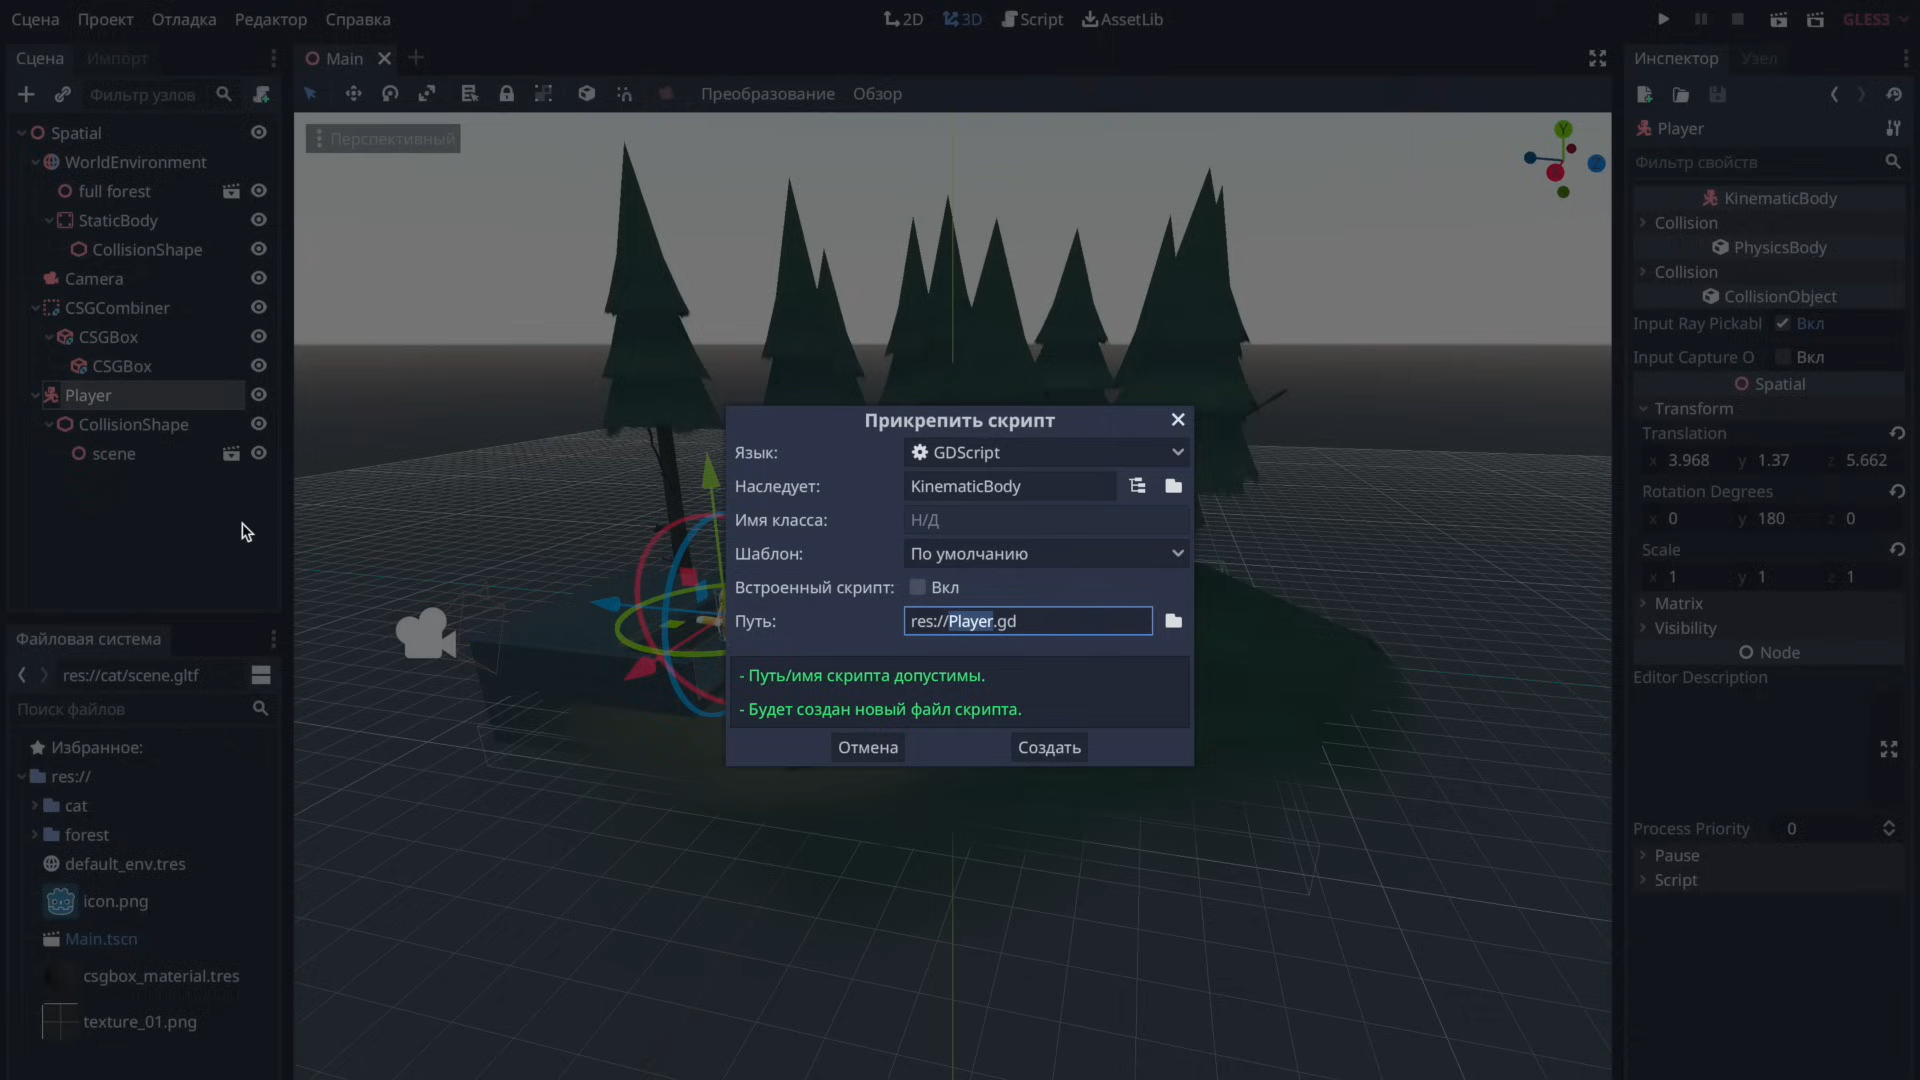 Сцена Проект Отладка Редактор Справка
2D 3D Script AssetLib
GLES3
Сцена Импорт
Main
Инспектор Узел
Фильтр узлов
Преобразование Обзор
Spatial
WorldEnvironment
full forest
StaticBody
CollisionShape
Camera
CSGCombiner
CSGBox
CSGBox
Player
CollisionShape
scene
Перспективный
Y
Z
Прикрепить скрипт
Язык: GDScript
Наследует: KinematicBody
Имя класса: Н/Д
Шаблон: По умолчанию
Встроенный скрипт: Вкл
Путь: res://Player.gd
- Путь/имя скрипта допустимы.
- Будет создан новый файл скрипта.
Отмена Создать
Файловая система
res://cat/scene.gltf
Поиск файлов
Избранное:
res://
cat
forest
default_env.tres
icon.png
Main.tscn
csgbox_material.tres
texture_01.png
Player
Фильтр свойств
KinematicBody
Collision
PhysicsBody
Collision
CollisionObject
Input Ray Pickabl Вкл
Input Capture O Вкл
Spatial
Transform
Translation
x 3.968 y 1.37 z 5.662
Rotation Degrees
x 0 y 180 z 0
Scale
x 1 y 1 z 1
Matrix
Visibility
Node
Editor Description
Process Priority 0
Pause
Script